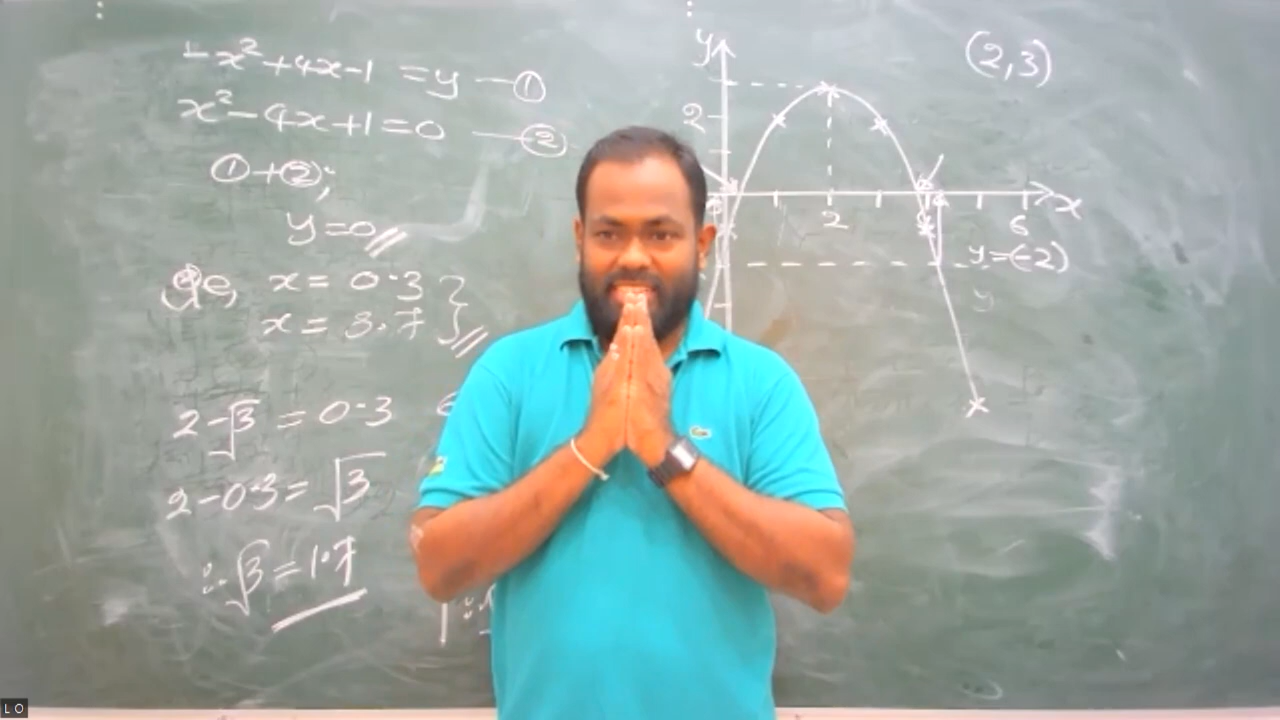 -x²+4x-1 = y —①
x²-4x+1=0 —②
①+②;
y=0
x = 0.3
x = 3.7
2-√3 = 0.3
2-0.3 = √3
∴√3 = 1.7
y
(2,3)
2
x
2
6
y=(-2)
y
LO